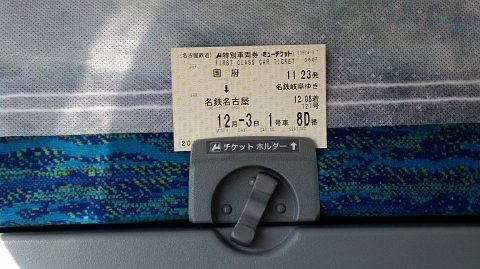 名古屋鉄道 μ特別車両券(ミューチケット)
FIRST CLASS CAR TICKET
国府 11:23発
↓ 名鉄岐阜ゆき
名鉄名古屋 12:08着
121号
12月-3日 1号車 8D席
20
μ チケット ホルダー ↑